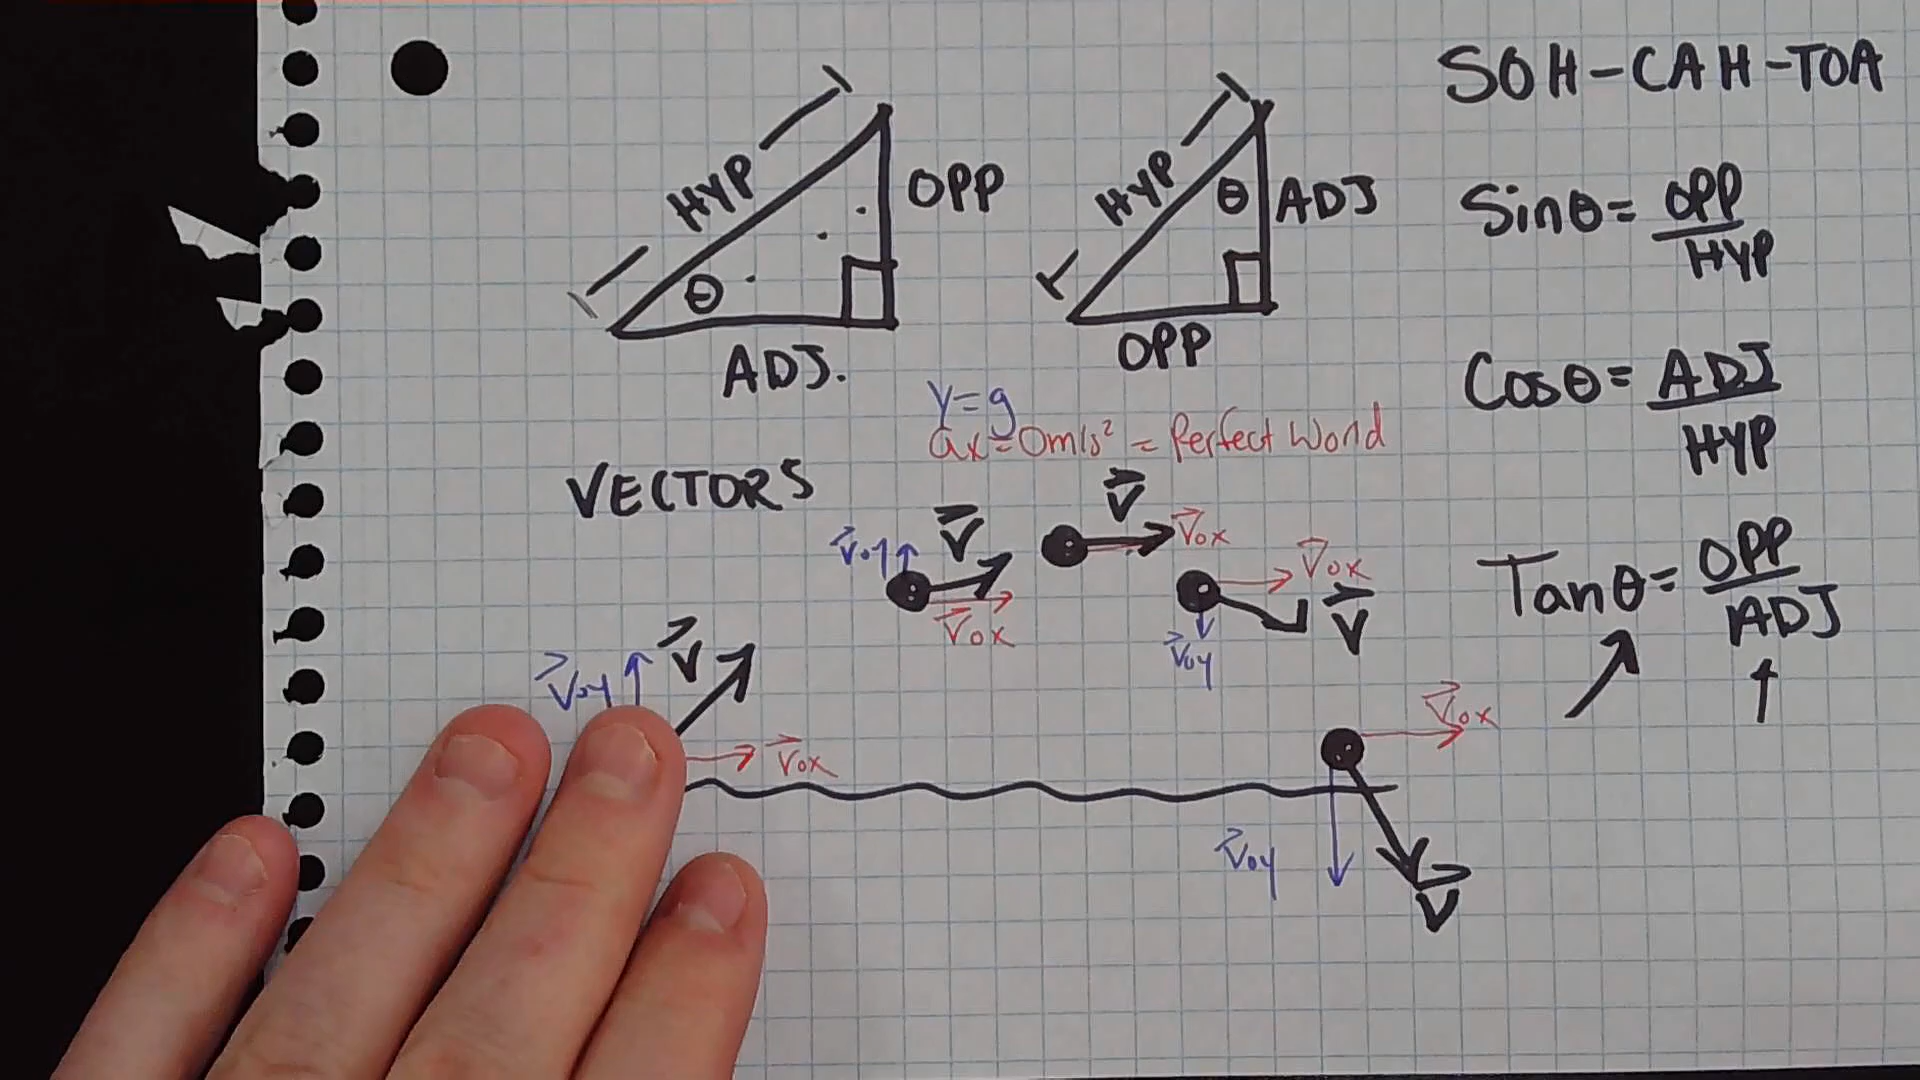 SOH-CAH-TOA
HYP
OPP
θ
ADJ.
HYP
θ
ADJ
OPP
Sinθ= OPP
HYP
Cosθ= ADJ
HYP
Tanθ= OPP
ADJ
y=g
ax=0m/s² = Perfect World
VECTORS
V
Vox
Voy
V
Vox
Vox
V
Voy
Voy
V
Vox
Vox
Voy
V